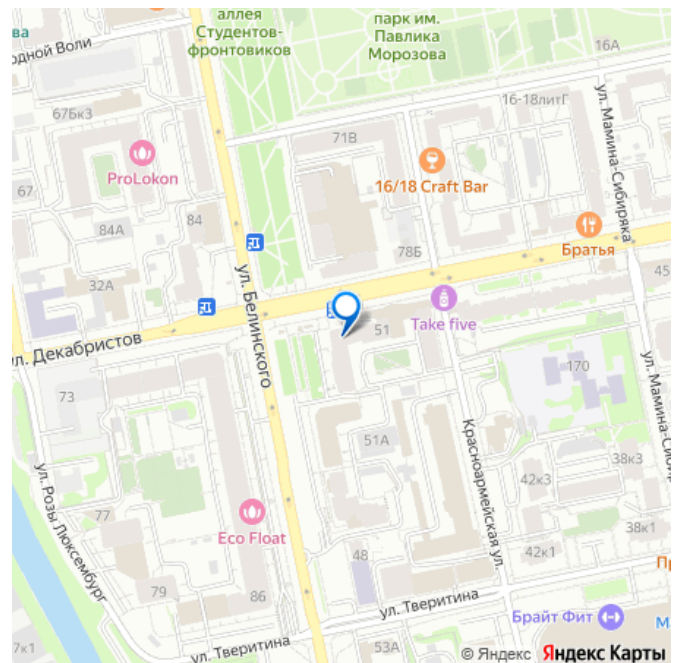 аллея
Студентов-
фронтовиков
парк им.
Павлика
Морозова
одной Воли
16А
67Бк3
71В
16-18литГ
ул. Мамина-Сибиряка
ProLokon
16/18 Craft Bar
67
84
84А
78Б
Братья
32А
45
ул. Белинского
Take five
51
л. Декабристов
170
73
ул. Мамина-Сибир
51А
Красноармейская ул.
38к3
42к3
ул. Розы Люксембург
77
Eco Float
38к1
48
42к1
79
86
ул. Тверитина
Брайт Фит
7к1
ул. Тверитина
53А
© Яндекс Яндекс Карты